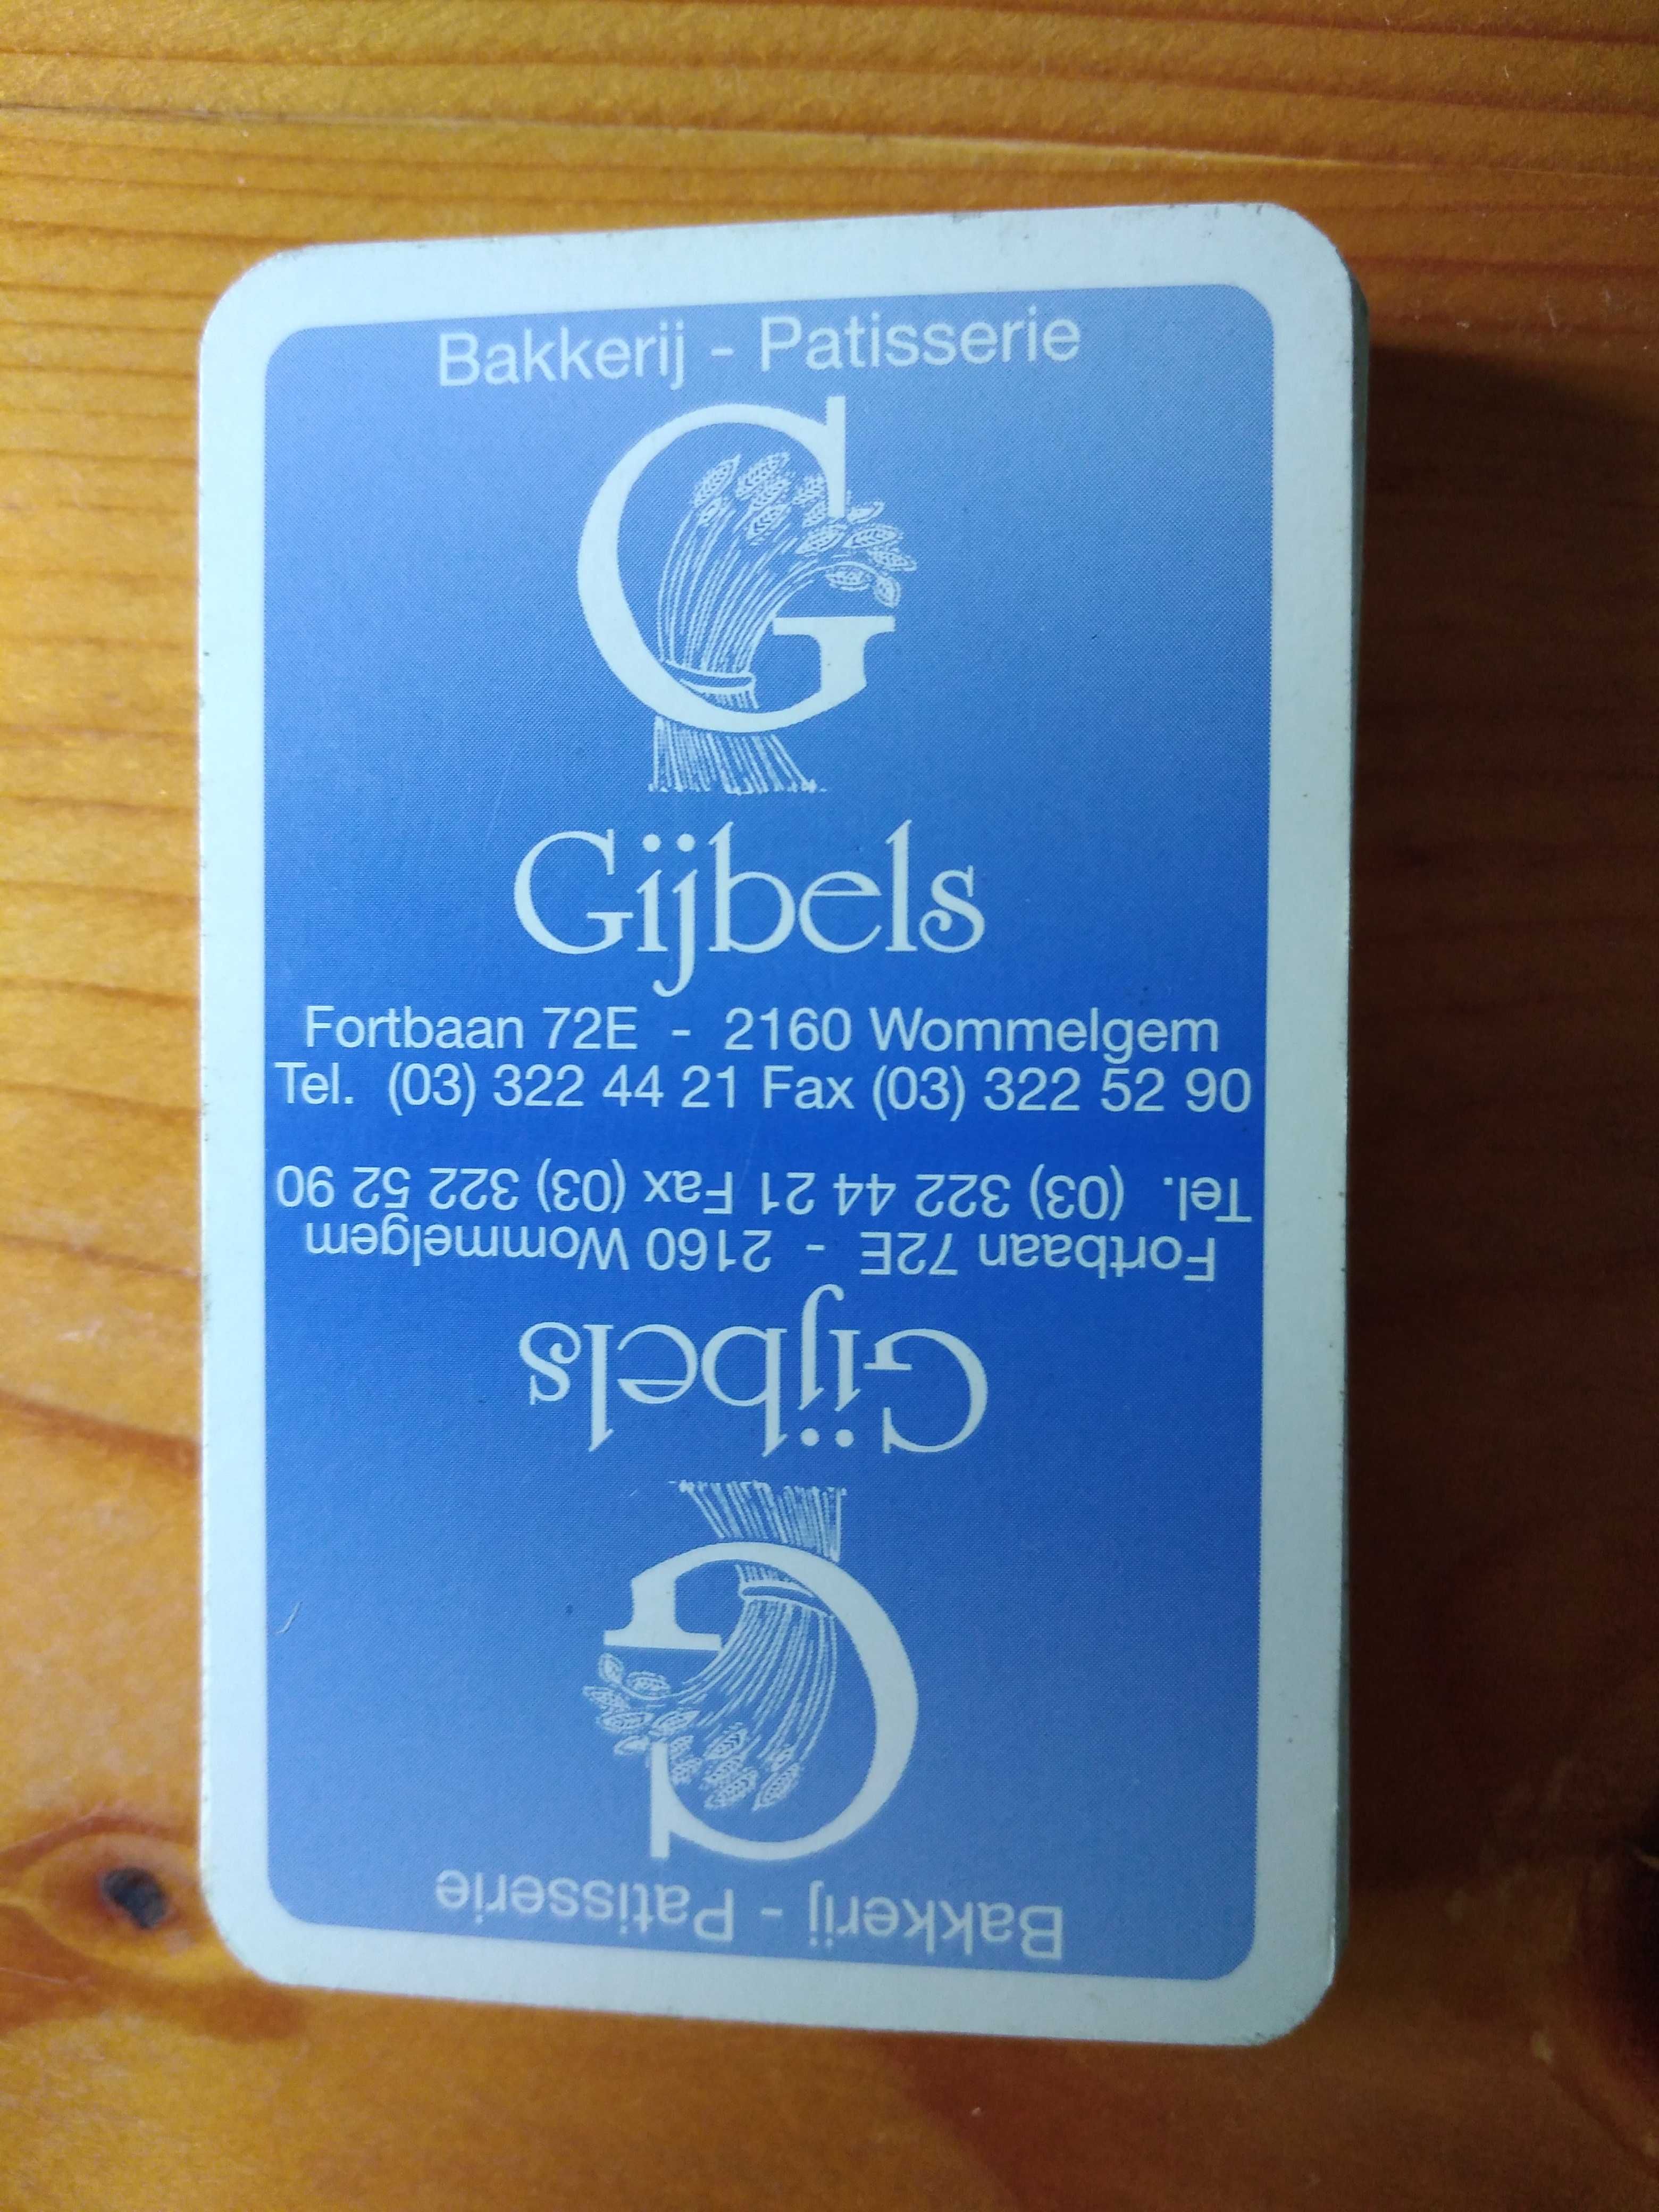 Bakkerij - Patisserie
G
Gijbels
Fortbaan 72E - 2160 Wommelgem
Tel. (03) 322 44 21 Fax (03) 322 52 90
Tel. (03) 322 44 21 Fax (03) 322 52 90
Fortbaan 72E - 2160 Wommelgem
Gijbels
G
Bakkerij - Patisserie